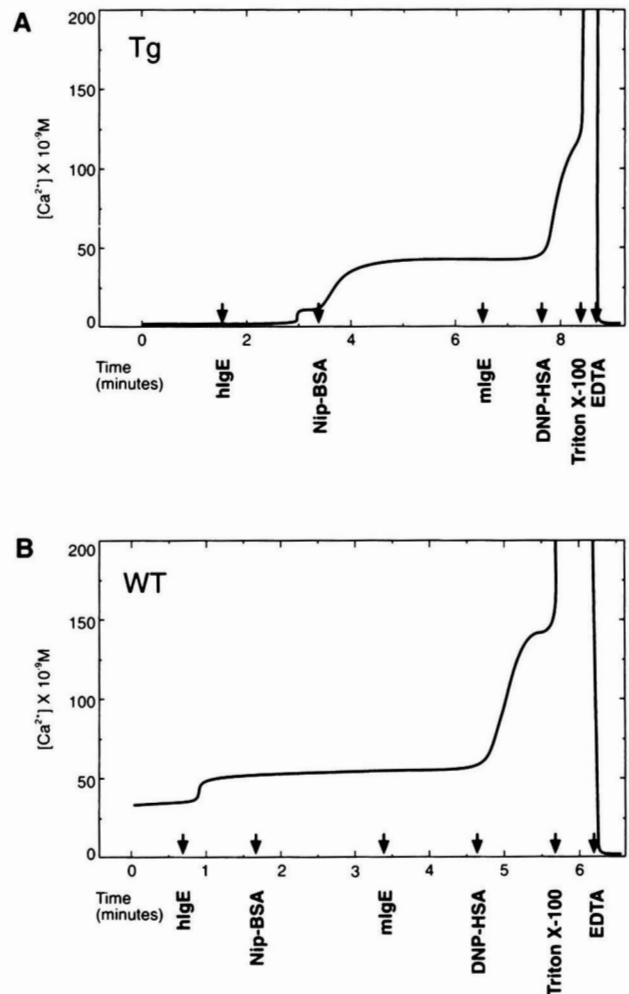 A
Tg
[Ca²⁺] X 10⁻⁹M
200
150
100
50
0
0 2 4 6 8
Time
(minutes)
hIgE
Nip-BSA
mIgE
DNP-HSA
Triton X-100
EDTA
B
WT
[Ca²⁺] X 10⁻⁹M
200
150
100
50
0
0 1 2 3 4 5 6
Time
(minutes)
hIgE
Nip-BSA
mIgE
DNP-HSA
Triton X-100
EDTA